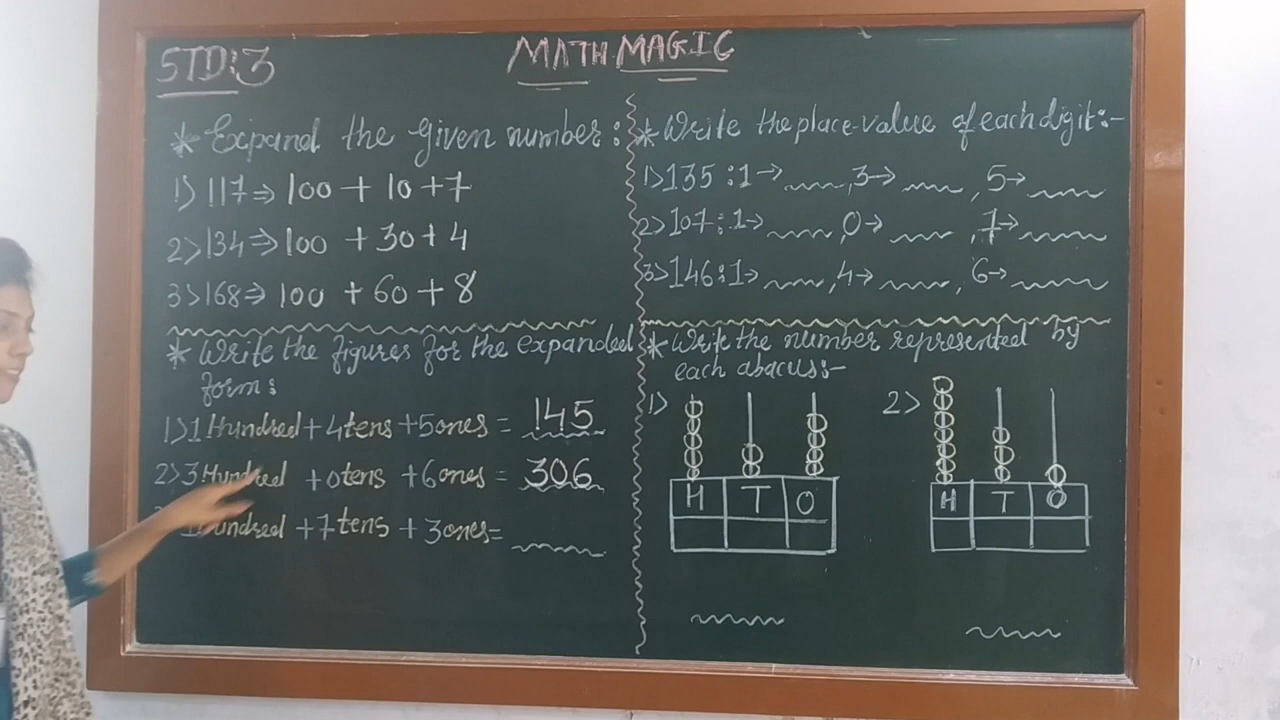 STD:3
MATH MAGIC
* Expand the given number:
1) 117 ⇒ 100 + 10 + 7
2> 134 ⇒ 100 + 30 + 4
3> 168 ⇒ 100 + 60 + 8
* Write the figures for the expanded
form:
1> 1 Hundred + 4 tens + 5 ones = 145
2> 3 Hundred + 0 tens + 6 ones = 306
Hundred + 7 tens + 3 ones =
* Write the place-value of each digit:-
1> 135 : 1→ , 3→ , 5→
2> 107 : 1→ , 0→ , 7→
3> 146 : 1→ , 4→ , 6→
* Write the number represented by
each abacus:-
1) 2>
H T O H T O